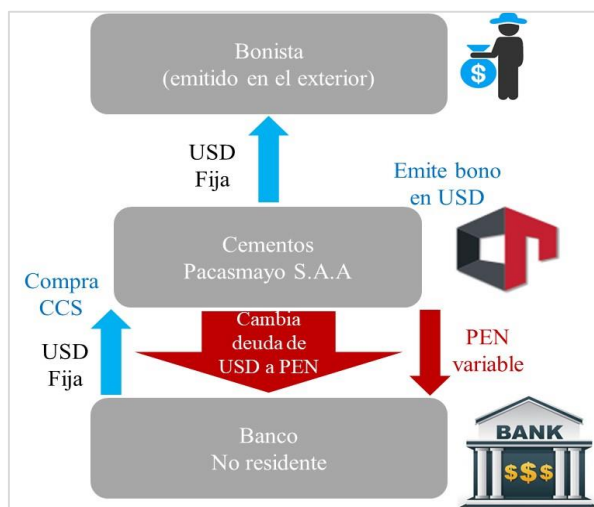 Bonista
(emitido en el exterior)
USD
Fija
Emite bono
en USD
Cementos
Pacasmayo S.A.A
Compra
CCS
USD
Fija
Cambia
deuda de
USD a PEN
PEN
variable
Banco
No residente
BANK
$$$
$